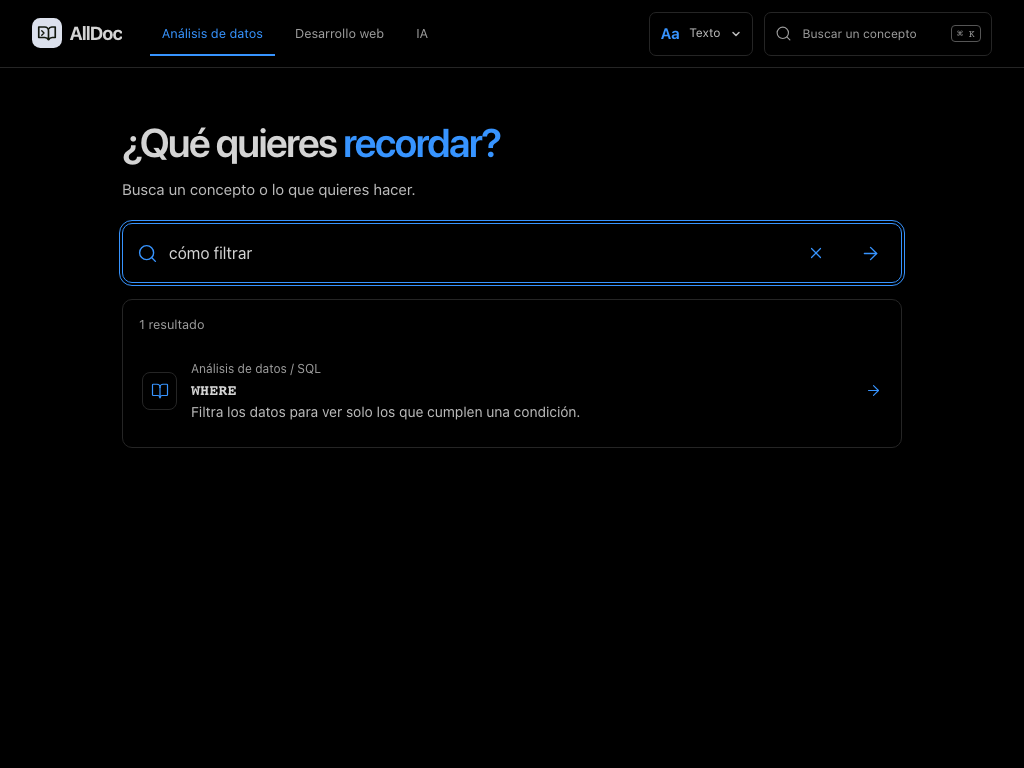 AllDoc
Análisis de datos
Desarrollo web
IA
Aa Texto
Buscar un concepto
⌘ K
¿Qué quieres recordar?
Busca un concepto o lo que quieres hacer.
cómo filtrar
1 resultado
Análisis de datos / SQL
WHERE
Filtra los datos para ver solo los que cumplen una condición.